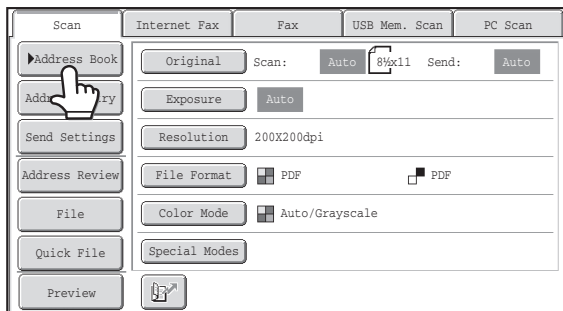 Scan Internet Fax Fax USB Mem. Scan PC Scan
Address Book Original Scan: Auto 8½x11 Send: Auto
Exposure Auto
Send Settings Resolution 200X200dpi
Address Review File Format PDF PDF
File Color Mode Auto/Grayscale
Quick File Special Modes
Preview